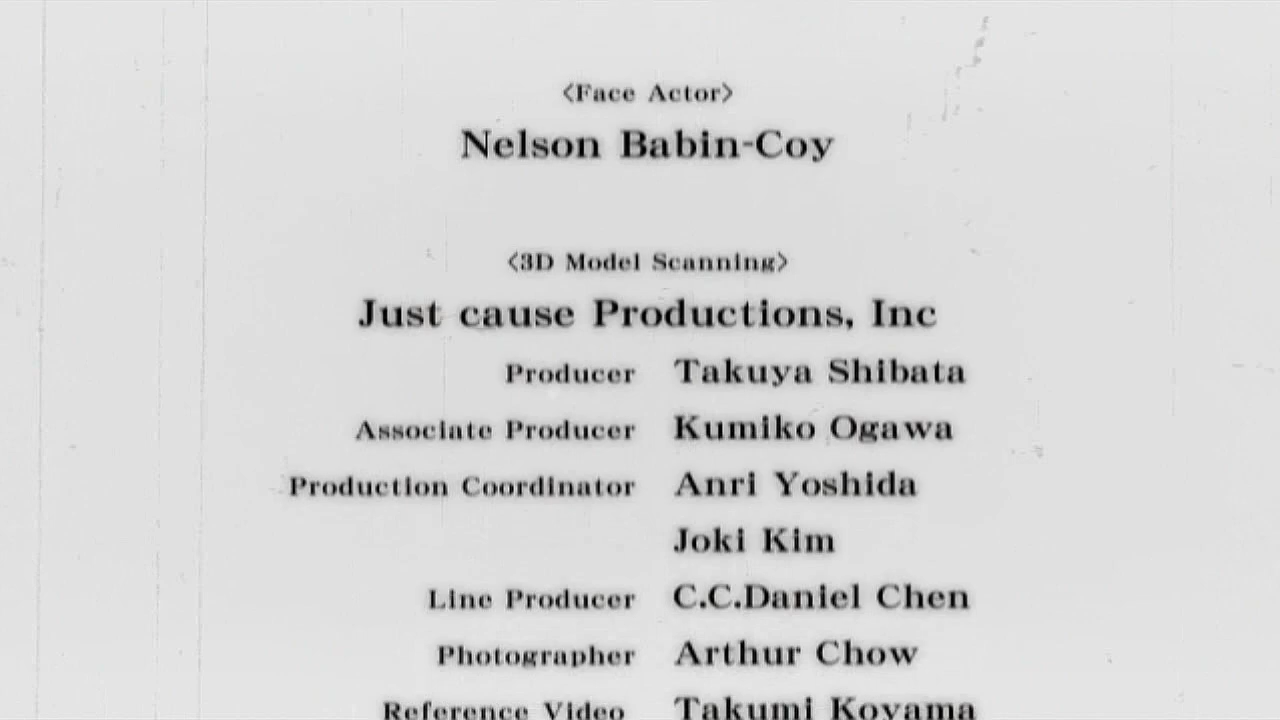 <Face Actor>
Nelson Babin-Coy
<3D Model Scanning>
Just cause Productions, Inc
Producer Takuya Shibata
Associate Producer Kumiko Ogawa
Production Coordinator Anri Yoshida
Joki Kim
Line Producer C.C.Daniel Chen
Photographer Arthur Chow
Reference Video Takumi Koyama